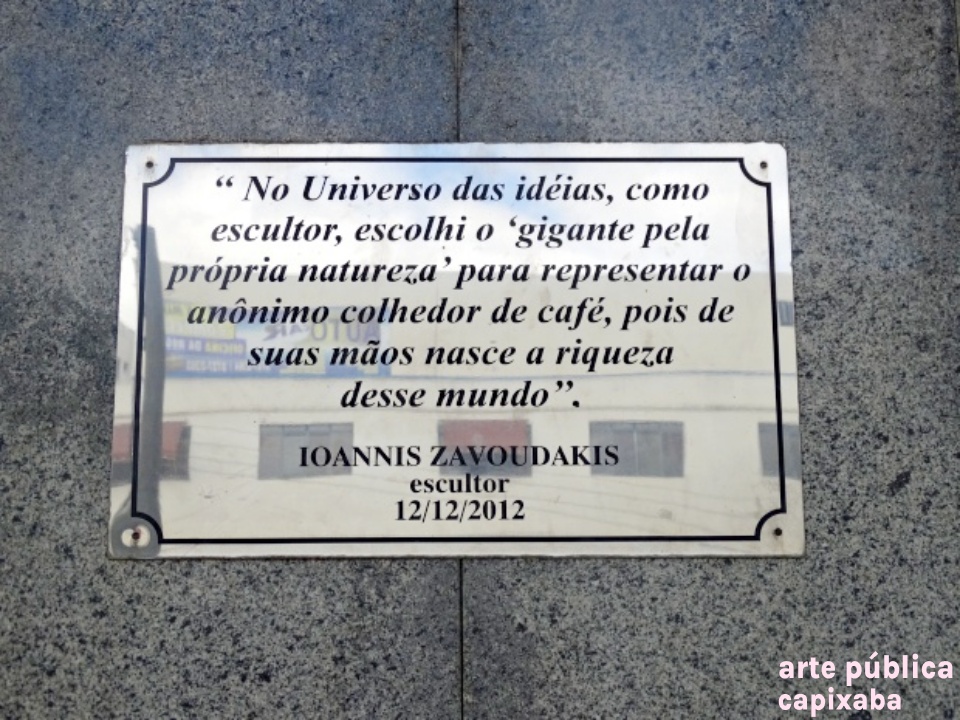 “ No Universo das idéias, como
escultor, escolhi o ‘gigante pela
própria natureza’ para representar o
anônimo colhedor de café, pois de
suas mãos nasce a riqueza
desse mundo”.
IOANNIS ZAVOUDAKIS
escultor
12/12/2012
arte pública
capixaba